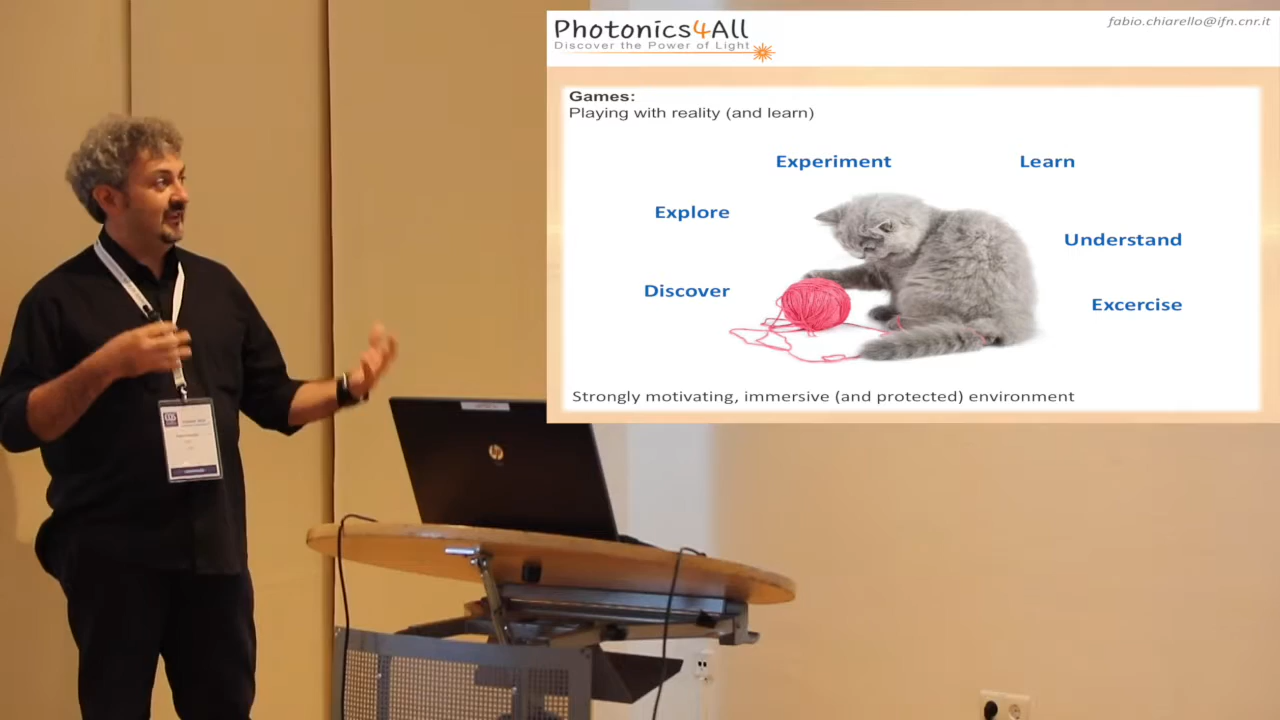 Photonics4All
Discover the Power of Light
fabio.chiarello@ifn.cnr.it
Games:
Playing with reality (and learn)
Experiment
Learn
Explore
Understand
Discover
Excercise
Strongly motivating, immersive (and protected) environment
hp